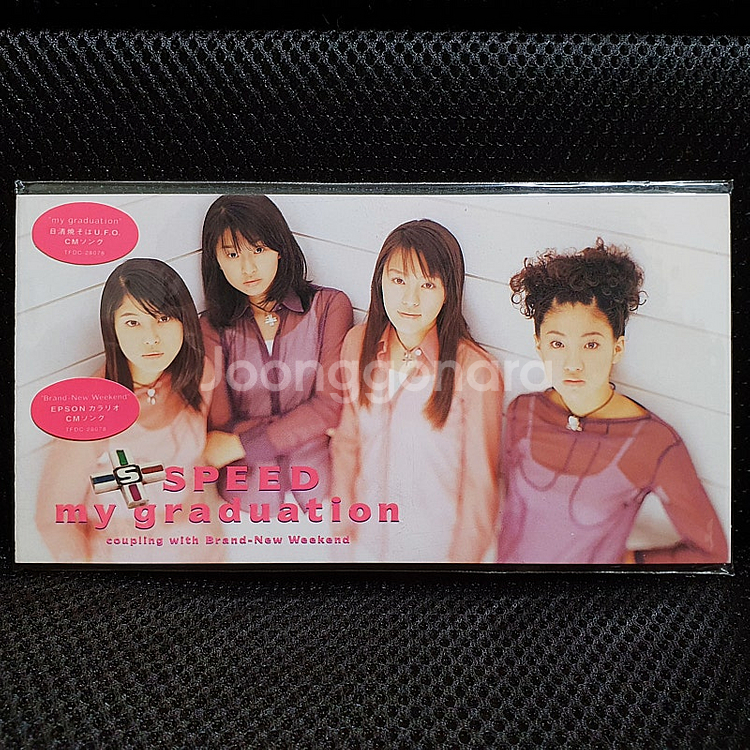 "my graduation"
日清焼そばU.F.O.
CMソング
TFDC-28078
Joonggonara
"Brand-New Weekend"
EPSON カラリオ
CMソング
TFDC-28078
S SPEED
my graduation
coupling with Brand-New Weekend